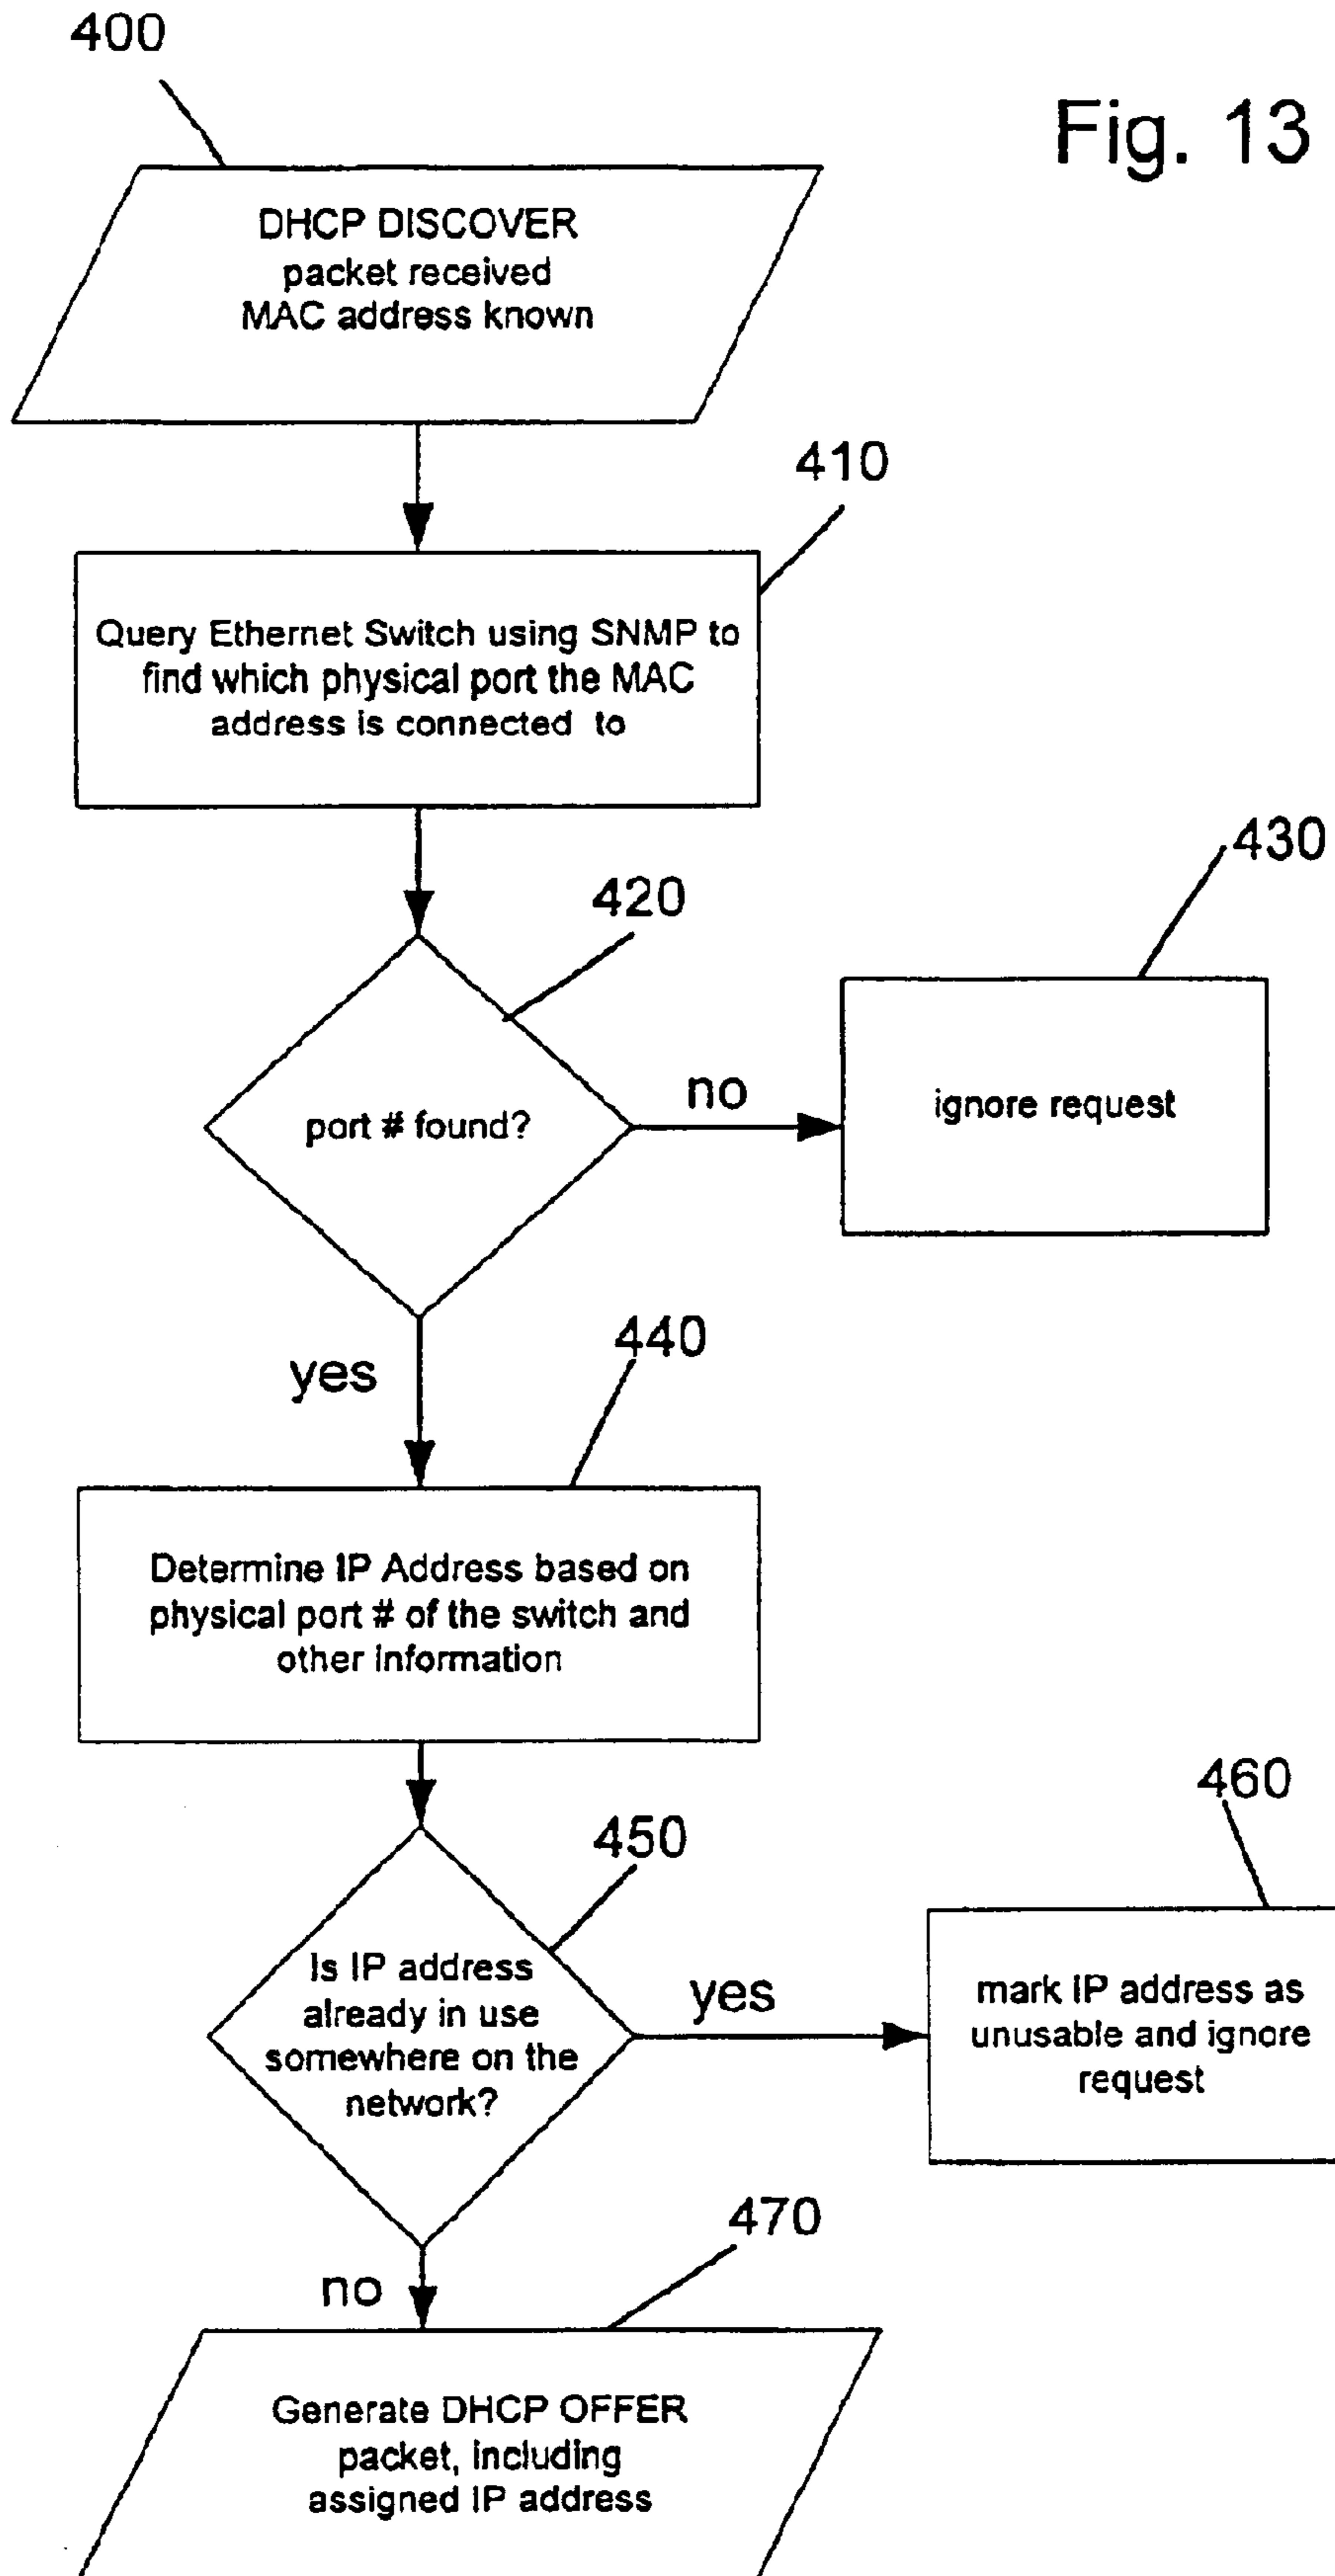 400
Fig. 13
DHCP DISCOVER
packet received
MAC address known
410
Query Ethernet Switch using SNMP to
find which physical port the MAC
address is connected to
420
430
port # found?
no
ignore request
yes
440
Determine IP Address based on
physical port # of the switch and
other information
450
460
Is IP address
already in use
somewhere on the
network?
yes
mark IP address as
unusable and ignore
request
no
470
Generate DHCP OFFER
packet, including
assigned IP address